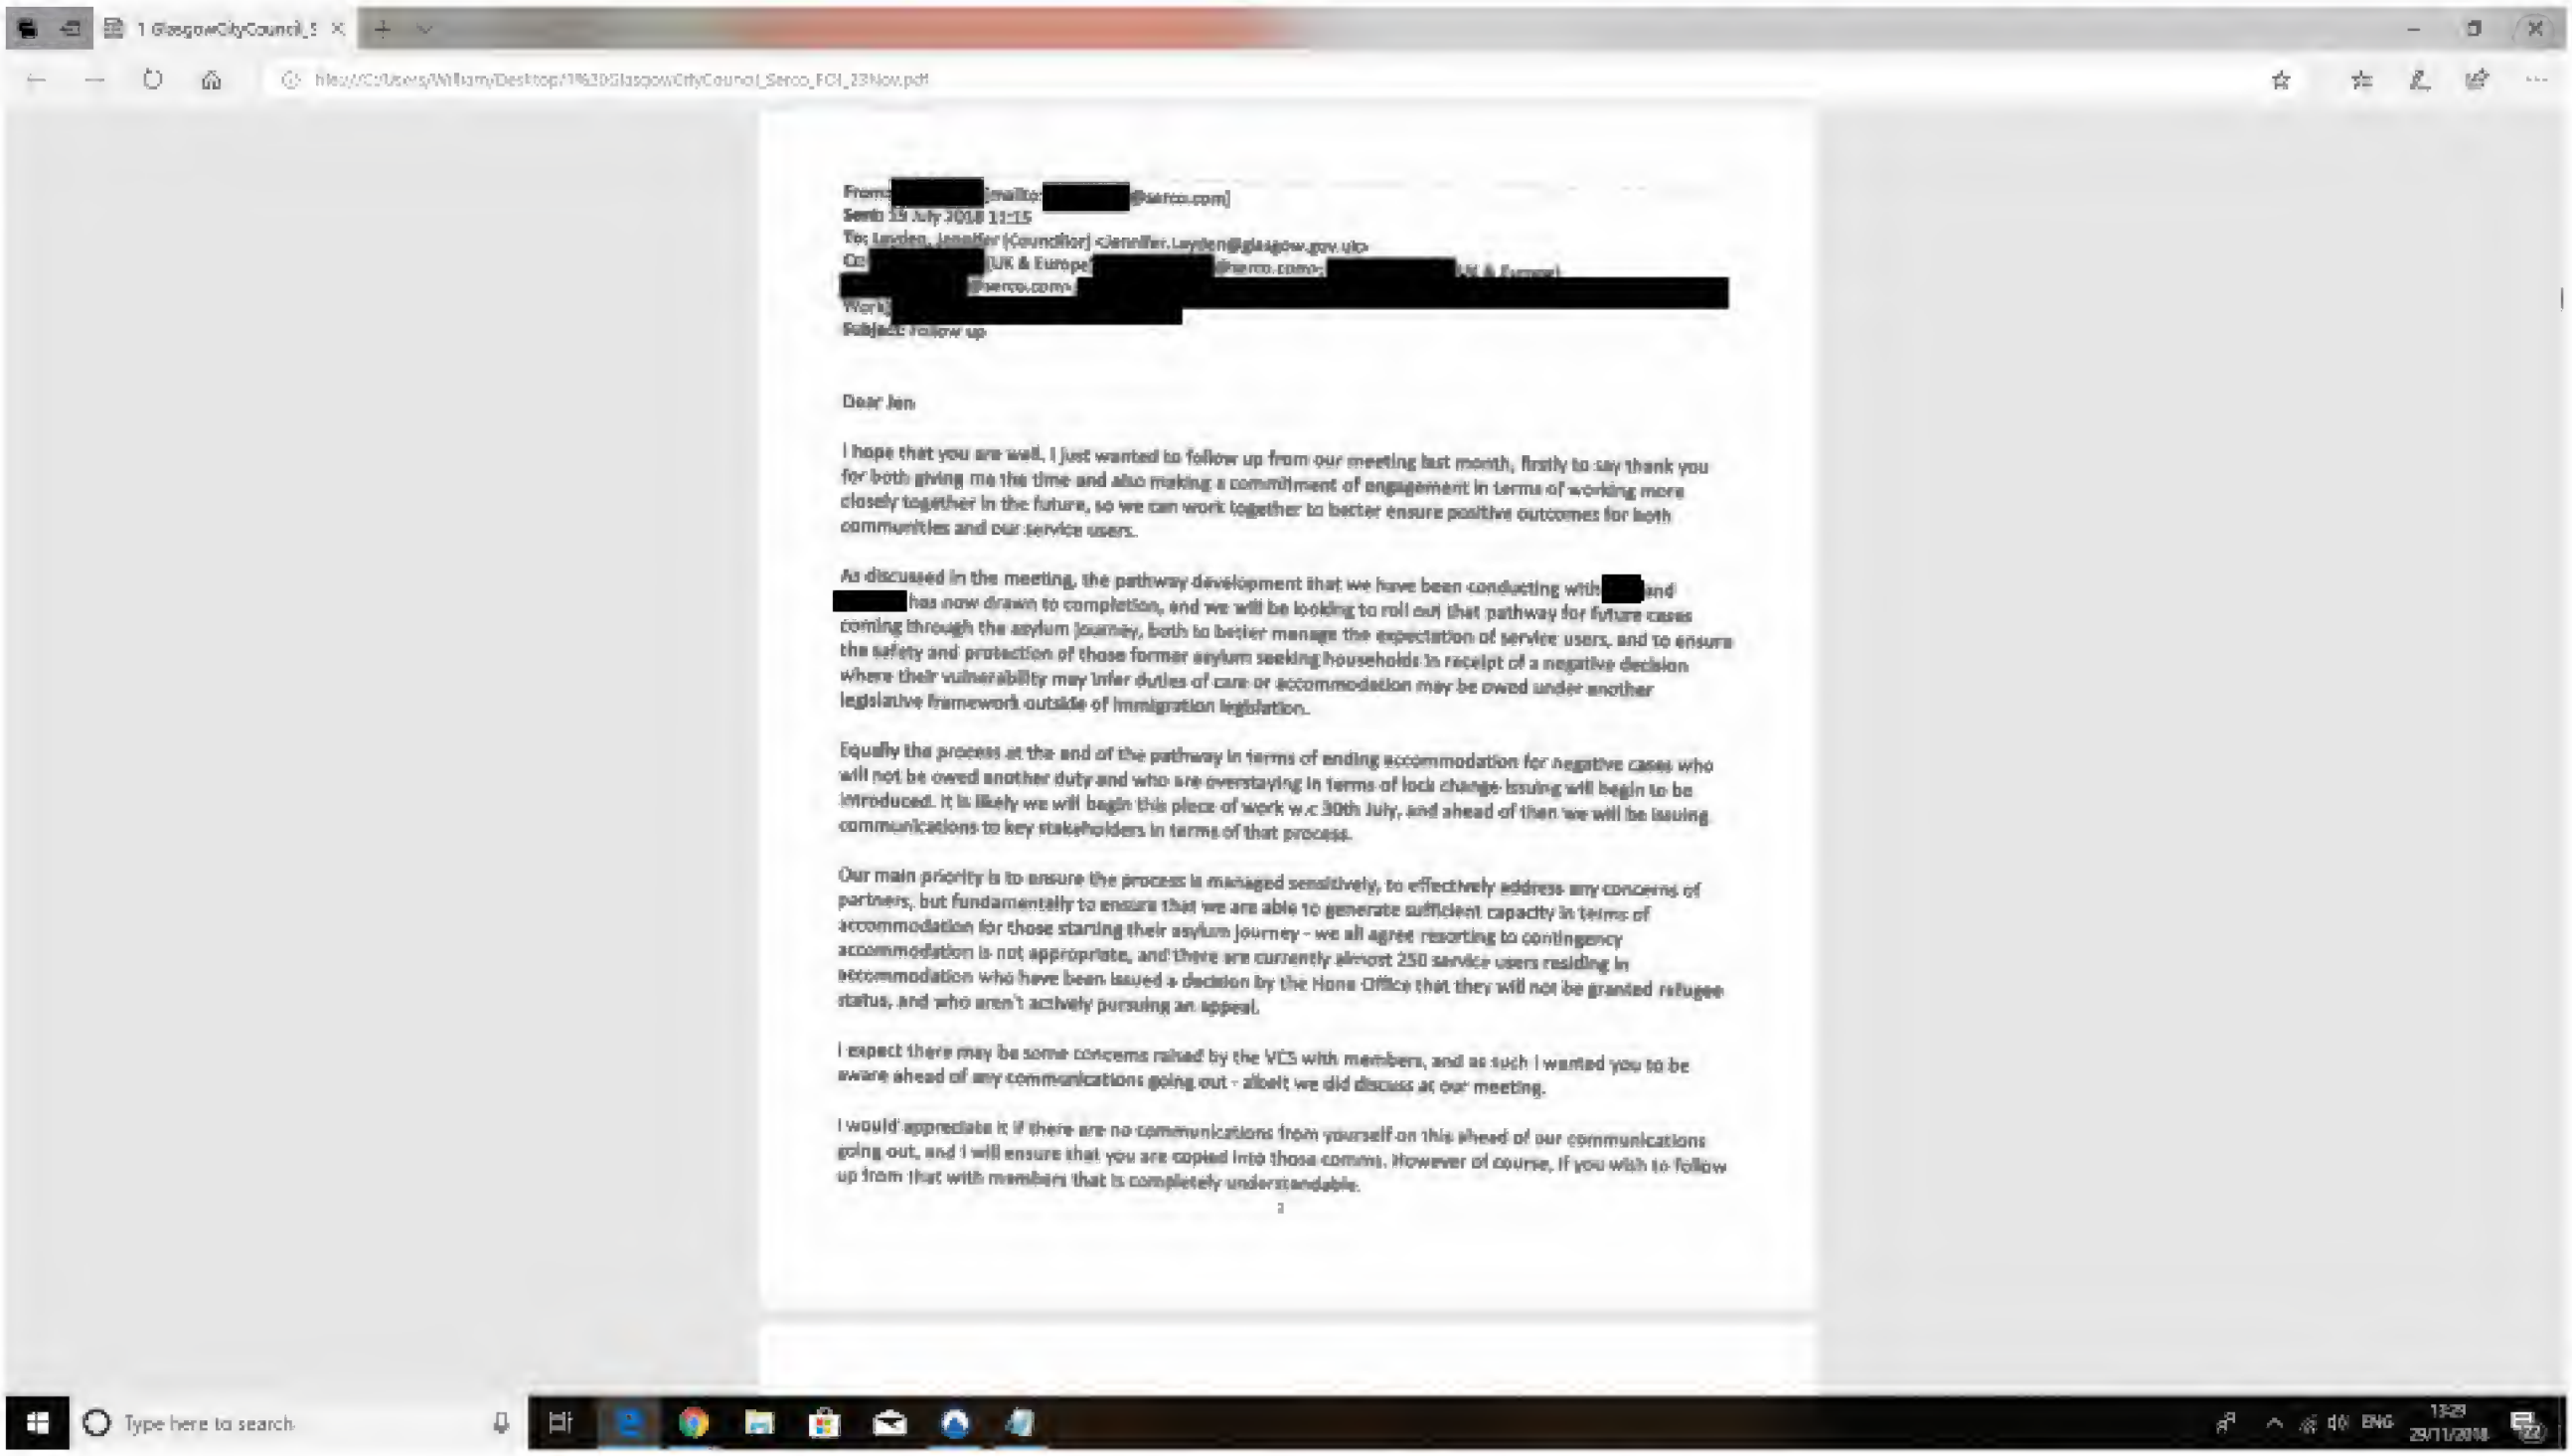 1 GlasgowCityCouncil_S
file:///C:/Users/William/Desktop/1%20GlasgowCityCouncil_Serco_FOI_23Nov.pdf
From: [mailto: @serco.com]
Sent: 19 July 2018 11:15
To: Layden, Jennifer (Councillor) <Jennifer.Layden@glasgow.gov.uk>
Cc: (UK & Europe) @serco.com>; (UK & Europe)
@serco.com>
Work)
Subject: Follow up
Dear Jen
I hope that you are well. I just wanted to follow up from our meeting last month, firstly to say thank you
for both giving me the time and also making a commitment of engagement in terms of working more
closely together in the future, so we can work together to better ensure positive outcomes for both
communities and our service users.
As discussed in the meeting, the pathway development that we have been conducting with and
has now drawn to completion, and we will be looking to roll out that pathway for future cases
coming through the asylum journey, both to better manage the expectation of service users, and to ensure
the safety and protection of those former asylum seeking households in receipt of a negative decision
where their vulnerability may infer duties of care or accommodation may be owed under another
legislative framework outside of immigration legislation.
Equally the process at the end of the pathway in terms of ending accommodation for negative cases who
will not be owed another duty and who are overstaying in terms of lock change issuing will begin to be
introduced. It is likely we will begin this piece of work w.c 30th July, and ahead of then we will be issuing
communications to key stakeholders in terms of that process.
Our main priority is to ensure the process is managed sensitively, to effectively address any concerns of
partners, but fundamentally to ensure that we are able to generate sufficient capacity in terms of
accommodation for those starting their asylum journey - we all agree resorting to contingency
accommodation is not appropriate, and there are currently almost 250 service users residing in
accommodation who have been issued a decision by the Home Office that they will not be granted refugee
status, and who aren't actively pursuing an appeal.
I expect there may be some concerns raised by the VCS with members, and as such I wanted you to be
aware ahead of any communications going out - albeit we did discuss at our meeting.
I would appreciate it if there are no communications from yourself on this ahead of our communications
going out, and I will ensure that you are copied into those comms. However of course, if you wish to follow
up from that with members that is completely understandable.
Type here to search
ENG
13:29
29/11/2018